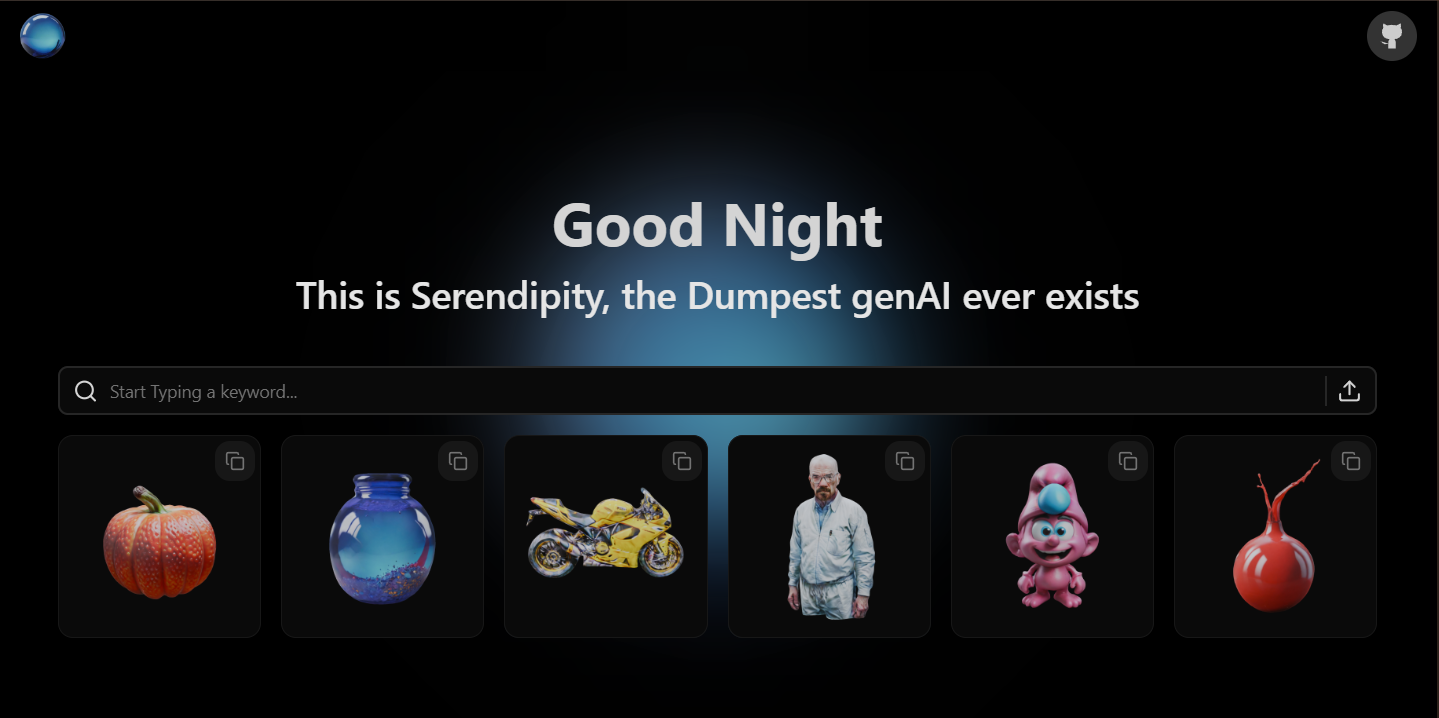 Good Night
This is Serendipity, the Dumpest genAI ever exists
Start Typing a keyword...